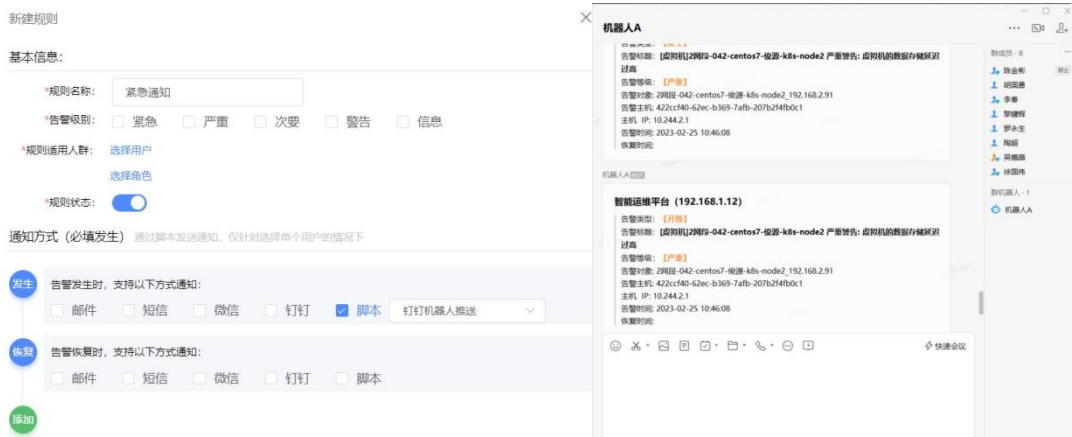 新建规则
基本信息:
*规则名称: 紧急通知
*告警级别: 紧急 严重 次要 警告 信息
*规则适用人群: 选择用户
选择角色
*规则状态:
通知方式（必填发生） 通过脚本发送通知, 仅针对选择单个用户的情况下
发生
告警发生时, 支持以下方式通知:
邮件 短信 微信 钉钉 脚本 钉钉机器人推送
恢复
告警恢复时, 支持以下方式通知:
邮件 短信 微信 钉钉 脚本
添加
机器人A
告警标题: [虚拟机]2网段-042-centos7-俊源-k8s-node2 严重警告: 虚拟机的数据存储延迟
过高
告警等级: 【严重】
告警对象: 2网段-042-centos7-俊源-k8s-node2_192.168.2.91
告警主机: 422ccf40-62ec-b369-7afb-207b2f4fb0c1
主机 IP: 10.244.2.1
告警时间: 2023-02-25 10:46:08
恢复时间:
机器人A
智能运维平台（192.168.1.12）
告警类型: 【升级】
告警标题: [虚拟机]2网段-042-centos7-俊源-k8s-node2 严重警告: 虚拟机的数据存储延迟
过高
告警等级: 【严重】
告警对象: 2网段-042-centos7-俊源-k8s-node2_192.168.2.91
告警主机: 422ccf40-62ec-b369-7afb-207b2f4fb0c1
主机 IP: 10.244.2.1
告警时间: 2023-02-25 10:46:08
恢复时间:
快速会议
群成员 · 8
陈金彬 群主
胡国勇
李春
黎健辉
罗永生
陶超
徐国伟
群机器人 · 1
机器人A